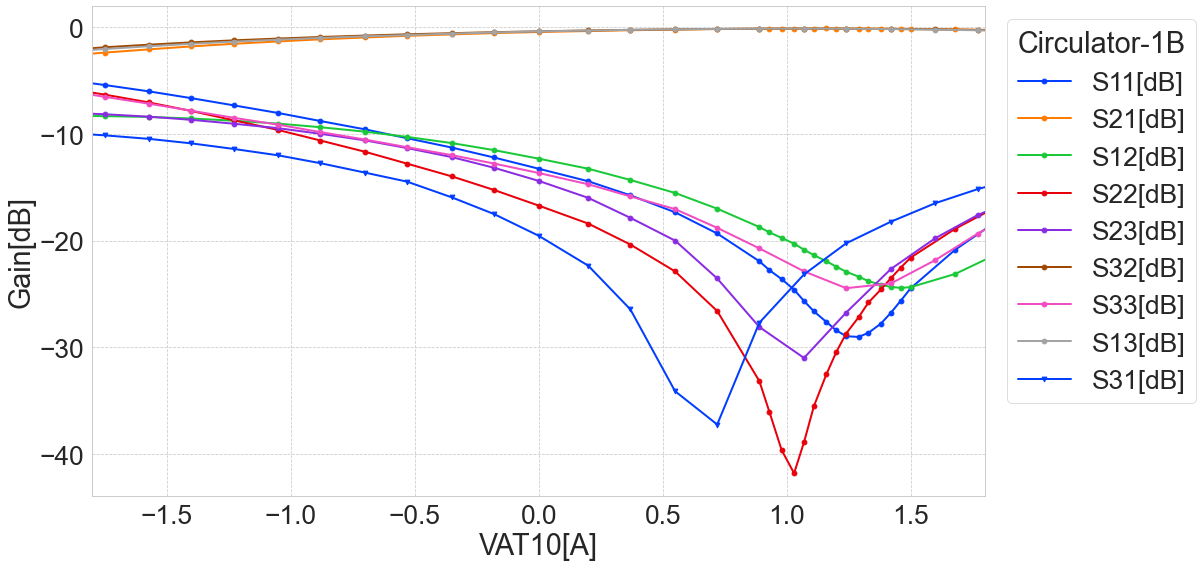 0
−10
−20
−30
−40
Gain[dB]
−1.5 −1.0 −0.5 0.0 0.5 1.0 1.5
VAT10[A]
Circulator-1B
S11[dB]
S21[dB]
S12[dB]
S22[dB]
S23[dB]
S32[dB]
S33[dB]
S13[dB]
S31[dB]